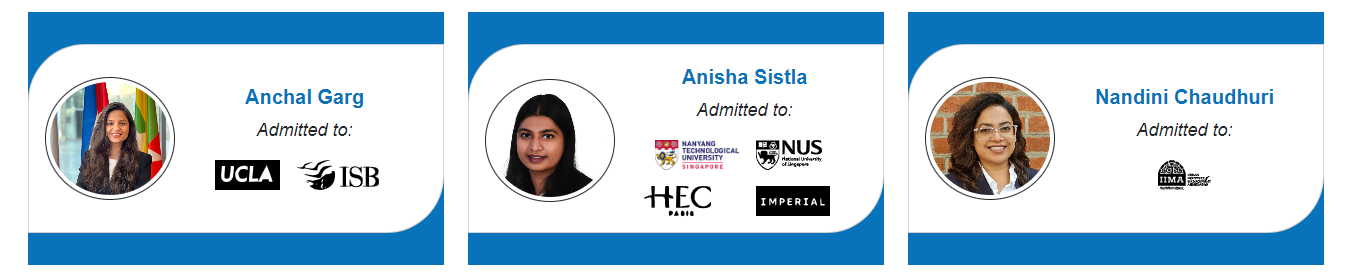 Anchal Garg
Admitted to:
UCLA
ISB
Anisha Sistla
Admitted to:
NANYANG
TECHNOLOGICAL
UNIVERSITY
SINGAPORE
NUS
National University
of Singapore
HEC
PARIS
IMPERIAL
Nandini Chaudhuri
Admitted to:
IIMA